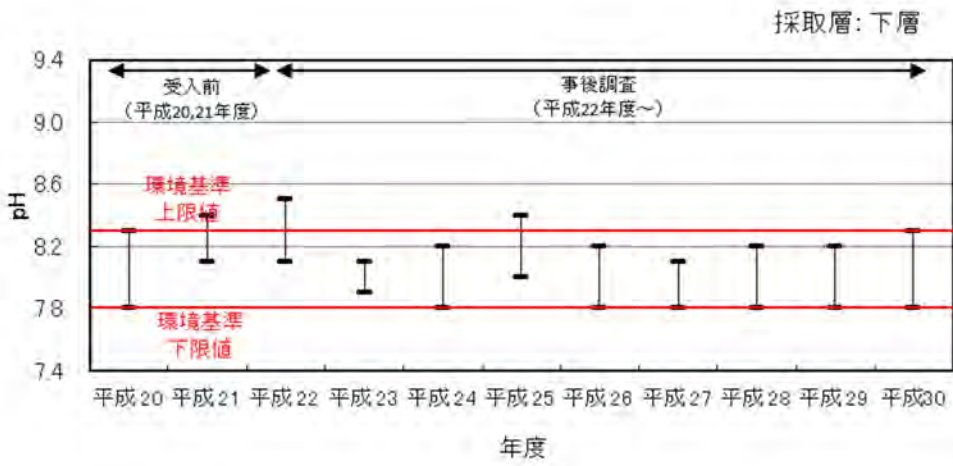 採取層: 下層
9.4
9.0
8.6
8.2
7.8
7.4
pH
受入前
（平成20,21年度）
事後調査
（平成22年度～）
環境基準
上限値
環境基準
下限値
平成20 平成21 平成22 平成23 平成24 平成25 平成26 平成27 平成28 平成29 平成30
年度